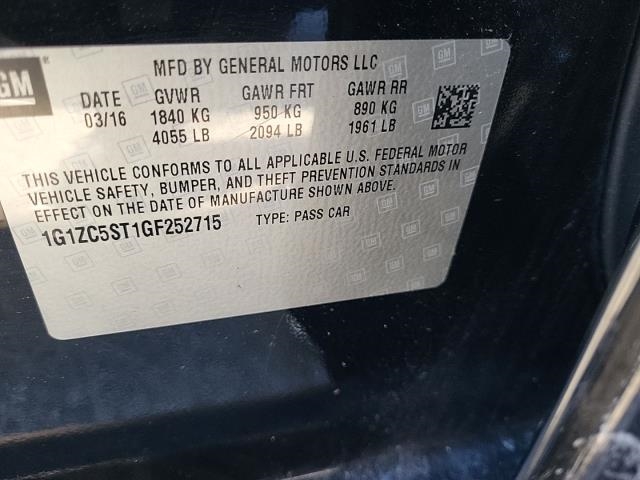 GM
MFD BY GENERAL MOTORS LLC
DATE GVWR GAWR FRT GAWR RR
03/16 1840 KG 950 KG 890 KG
4055 LB 2094 LB 1961 LB
THIS VEHICLE CONFORMS TO ALL APPLICABLE U.S. FEDERAL MOTOR
VEHICLE SAFETY, BUMPER, AND THEFT PREVENTION STANDARDS IN
EFFECT ON THE DATE OF MANUFACTURE SHOWN ABOVE.
1G1ZC5ST1GF252715 TYPE: PASS CAR